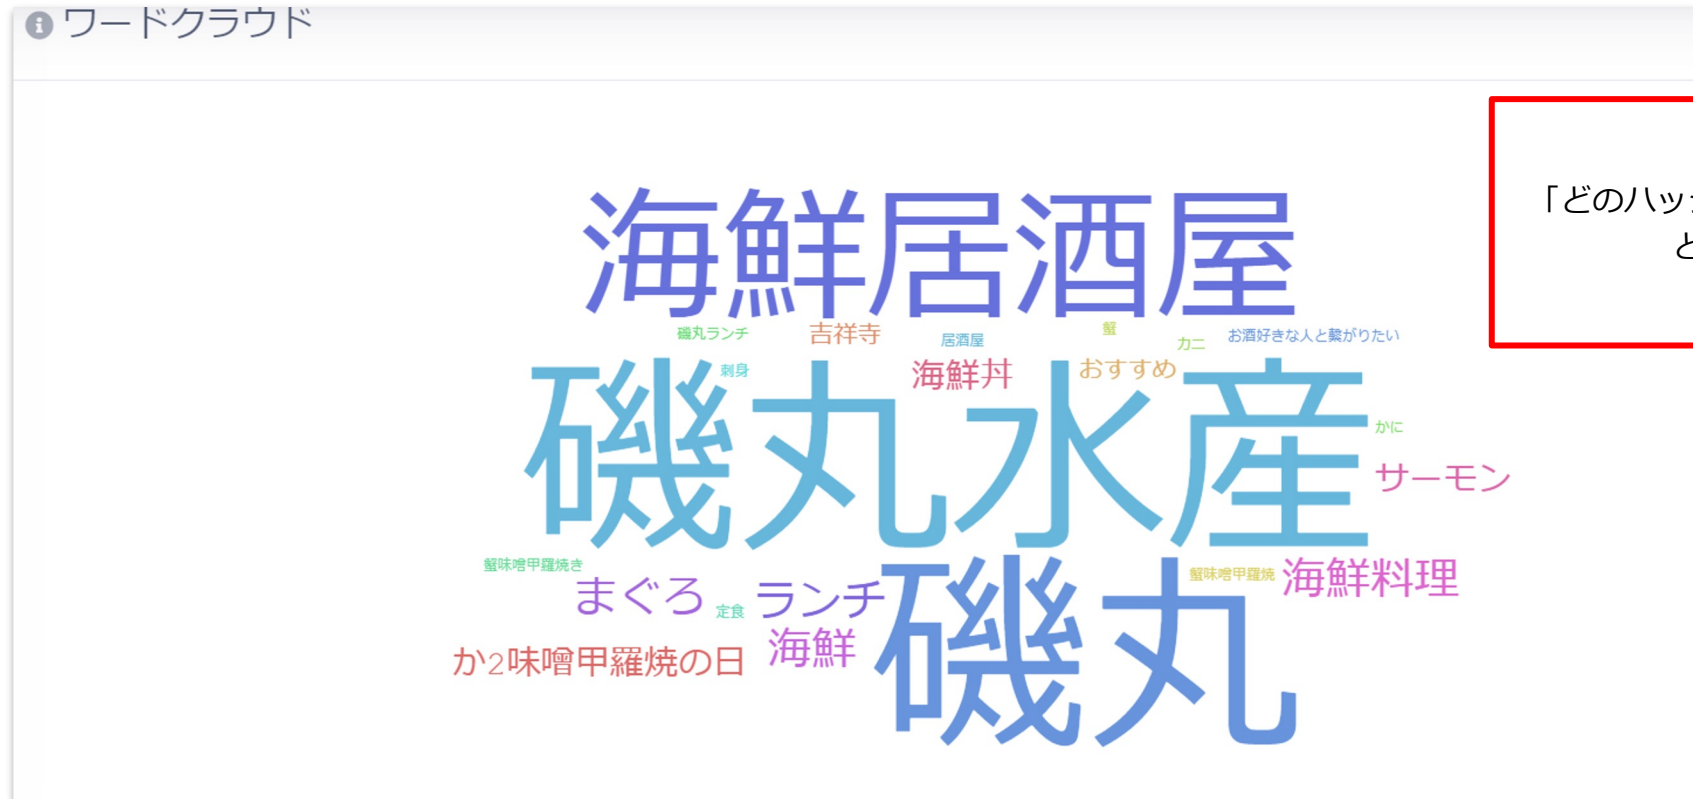 ワードクラウド
「どのハッ
と
海鮮居酒屋
磯丸ランチ
吉祥寺
居酒屋
蟹
カニ
お酒好きな人と繋がりたい
刺身
海鮮丼
おすすめ
磯丸水産
かに
サーモン
蟹味噌甲羅焼き
まぐろ
定食
ランチ
磯丸
蟹味噌甲羅焼
海鮮料理
か2味噌甲羅焼の日
海鮮